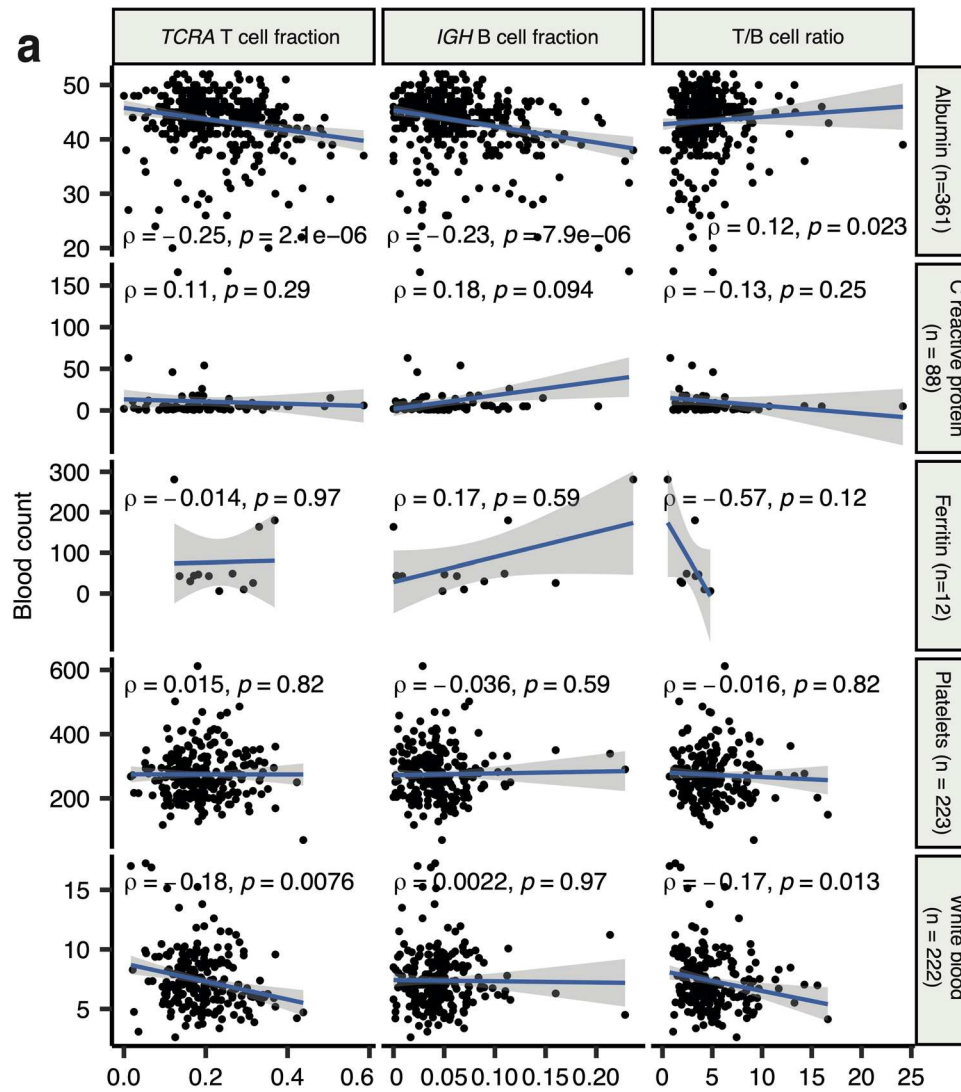 a
TCRA T cell fraction
IGH B cell fraction
T/B cell ratio
50
40
30
20
ρ = −0.25, p = 2.1e−06
ρ = −0.23, p = 7.9e−06
ρ = 0.12, p = 0.023
Albumin (n=361)
150
100
50
0
ρ = 0.11, p = 0.29
ρ = 0.18, p = 0.094
ρ = −0.13, p = 0.25
C reactive protein
(n = 88)
Blood count
300
200
100
0
ρ = −0.014, p = 0.97
ρ = 0.17, p = 0.59
ρ = −0.57, p = 0.12
Ferritin (n=12)
600
400
200
ρ = 0.015, p = 0.82
ρ = −0.036, p = 0.59
ρ = −0.016, p = 0.82
Platelets (n = 223)
15
10
5
ρ = −0.18, p = 0.0076
ρ = 0.0022, p = 0.97
ρ = −0.17, p = 0.013
White blood
(n = 222)
0.0 0.2 0.4 0.6
0 0.05 0.10 0.15 0.20
0 5 10 15 20 25